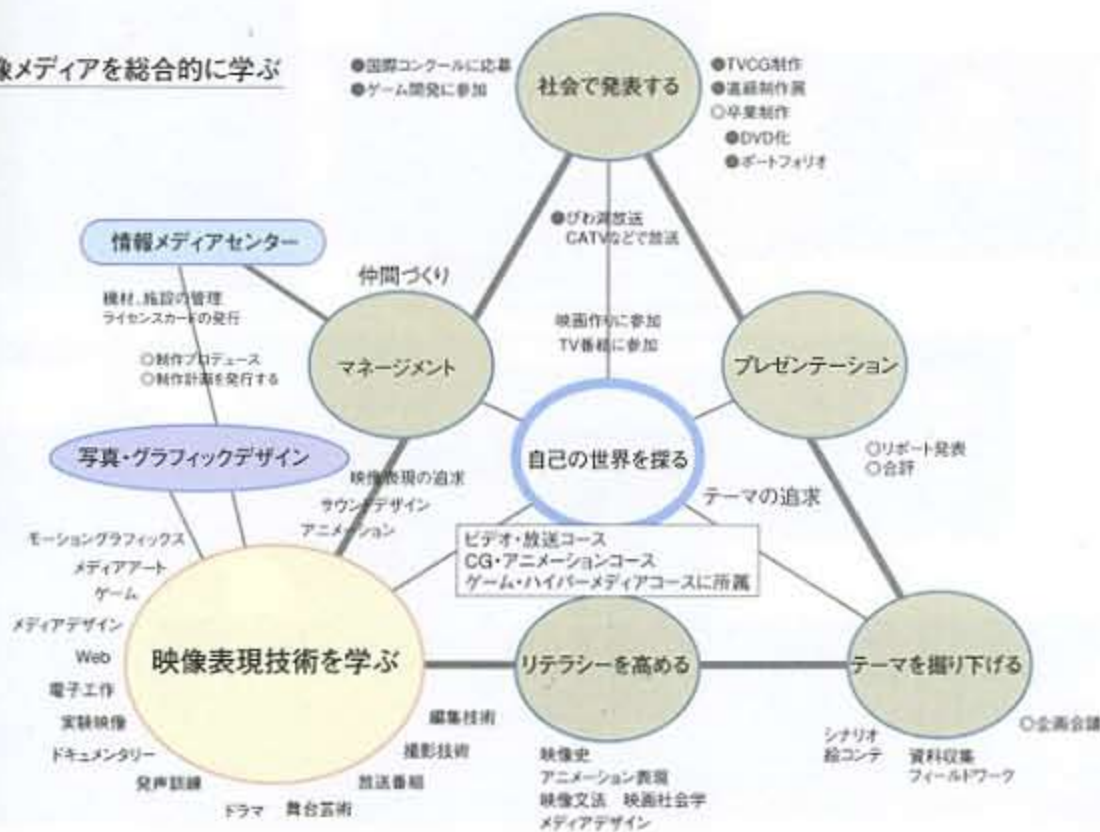 像メディアを総合的に学ぶ
●国際コンクールに応募
●ゲーム開発に参加
社会で発表する
●TVCG制作
●進級制作展
○卒業制作
●DVD化
●ポートフォリオ
●びわ湖放送
CATVなどで放送
情報メディアセンター
仲間づくり
機材、施設の管理
ライセンスカードの発行
○制作プロデュース
○制作計画を発行する
マネージメント
映画作りに参加
TV番組に参加
プレゼンテーション
写真・グラフィックデザイン
自己の世界を探る
○リポート発表
○合評
映像表現の追求
サウンドデザイン
アニメーション
テーマの追求
ビデオ・放送コース
CG・アニメーションコース
ゲーム・ハイパーメディアコースに所属
モーショングラフィックス
メディアアート
ゲーム
メディアデザイン
Web
電子工作
実験映像
ドキュメンタリー
発声訓練
ドラマ
舞台芸術
放送番組
撮影技術
編集技術
映像表現技術を学ぶ
リテラシーを高める
テーマを掘り下げる
映像史
アニメーション表現
映像文法 映画社会学
メディアデザイン
シナリオ
絵コンテ
資料収集
フィールドワーク
○企画会議